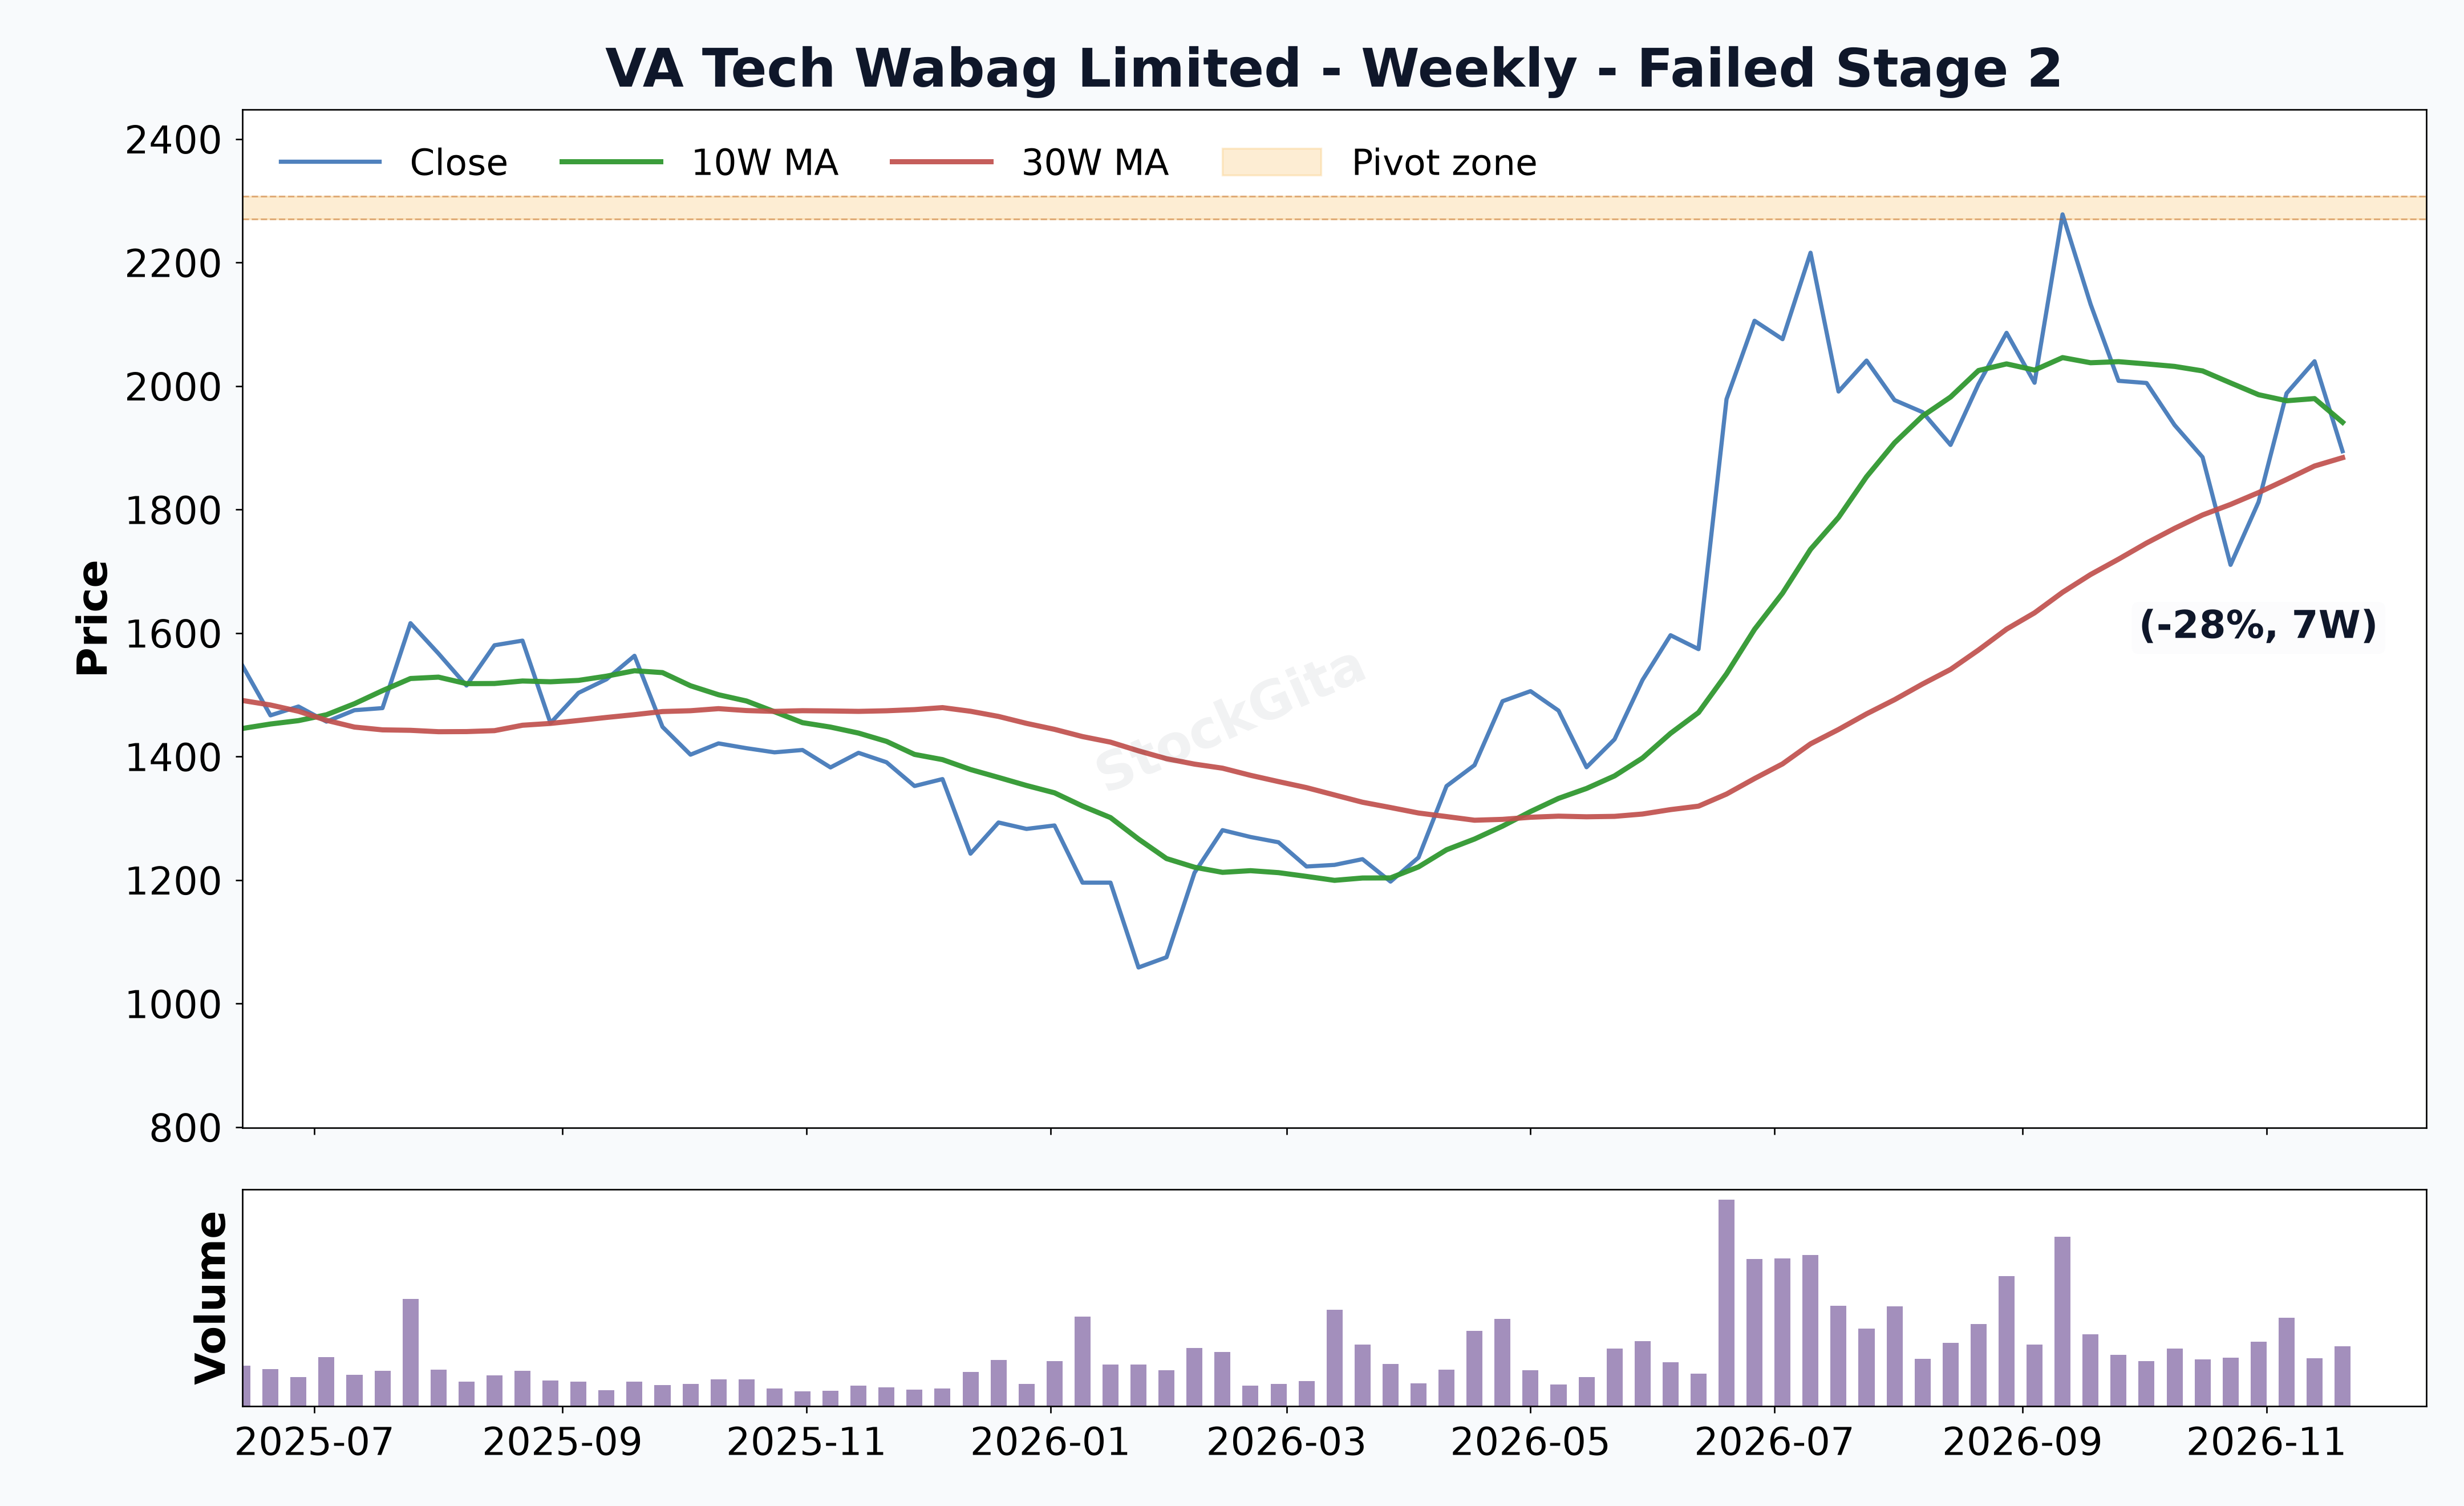 VA Tech Wabag Limited - Weekly - Failed Stage 2
Close
10W MA
30W MA
Pivot zone
Price
2400
2200
2000
1800
1600
1400
1200
1000
800
(-28%, 7W)
StockGita
Volume
2025-07
2025-09
2025-11
2026-01
2026-03
2026-05
2026-07
2026-09
2026-11